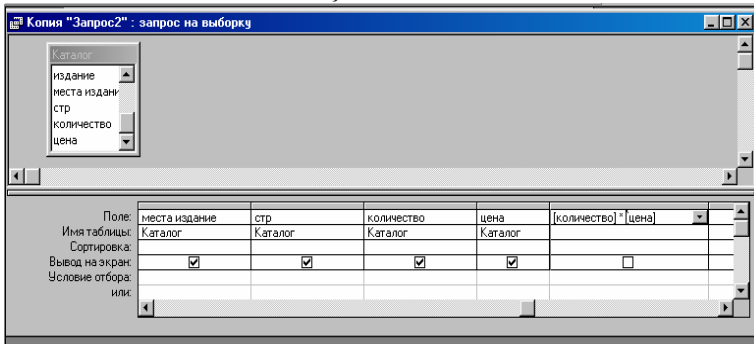 Копия "Запрос2" : запрос на выборку
Каталог
издание
места издани
стр
количество
цена
Поле: места издание стр количество цена [количество]*[цена]
Имя таблицы: Каталог Каталог Каталог Каталог
Сортировка:
Вывод на экран:
Условие отбора:
или: